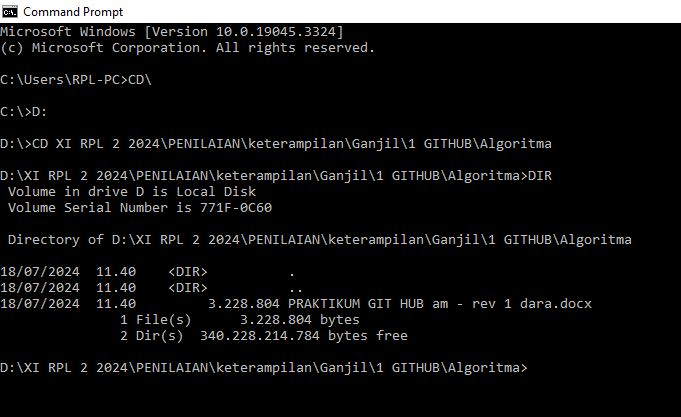 Command Prompt
Microsoft Windows [Version 10.0.19045.3324]
(c) Microsoft Corporation. All rights reserved.
C:\Users\RPL-PC>CD\
C:\>D:
D:\>CD XI RPL 2 2024\PENILAIAN\keterampilan\Ganjil\1 GITHUB\Algoritma
D:\XI RPL 2 2024\PENILAIAN\keterampilan\Ganjil\1 GITHUB\Algoritma>DIR
 Volume in drive D is Local Disk
 Volume Serial Number is 771F-0C60
 Directory of D:\XI RPL 2 2024\PENILAIAN\keterampilan\Ganjil\1 GITHUB\Algoritma
18/07/2024  11.40    <DIR>          .
18/07/2024  11.40    <DIR>          ..
18/07/2024  11.40         3.228.804 PRAKTIKUM GIT HUB am - rev 1 dara.docx
               1 File(s)      3.228.804 bytes
               2 Dir(s)  340.228.214.784 bytes free
D:\XI RPL 2 2024\PENILAIAN\keterampilan\Ganjil\1 GITHUB\Algoritma>